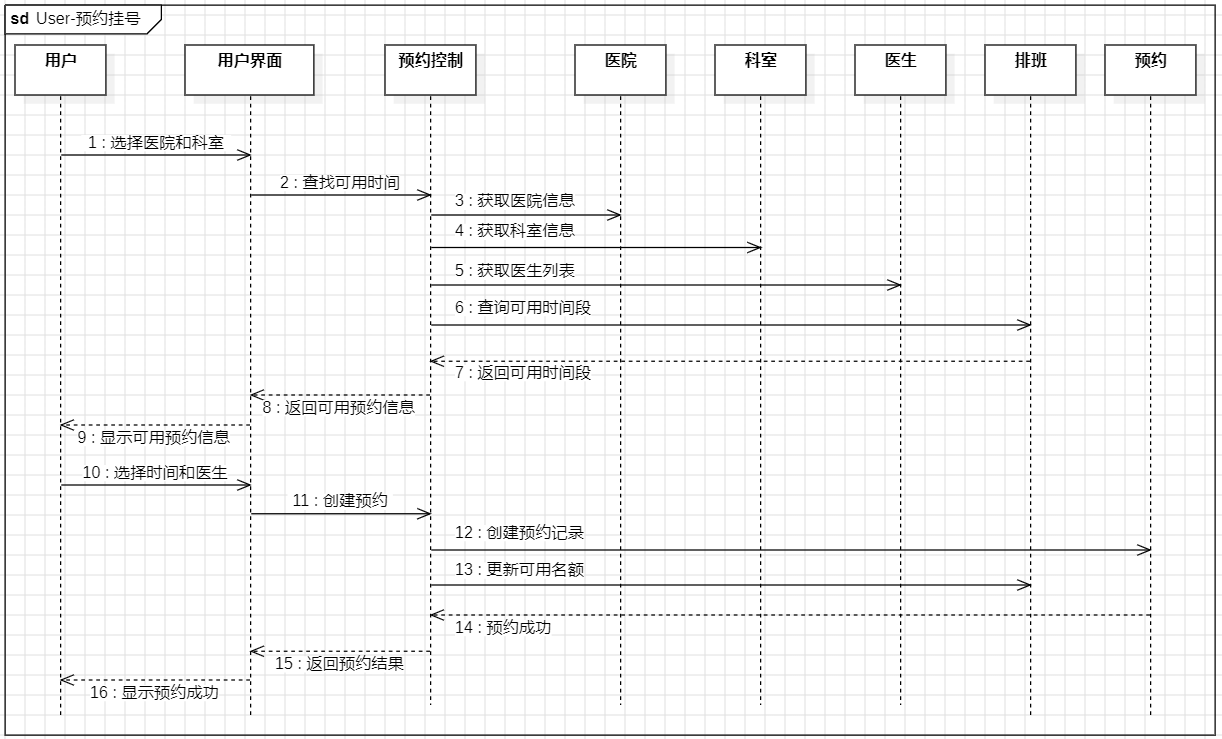 sd User-预约挂号
用户 用户界面 预约控制 医院 科室 医生 排班 预约
1 : 选择医院和科室
2 : 查找可用时间
3 : 获取医院信息
4 : 获取科室信息
5 : 获取医生列表
6 : 查询可用时间段
7 : 返回可用时间段
8 : 返回可用预约信息
9 : 显示可用预约信息
10 : 选择时间和医生
11 : 创建预约
12 : 创建预约记录
13 : 更新可用名额
14 : 预约成功
15 : 返回预约结果
16 : 显示预约成功